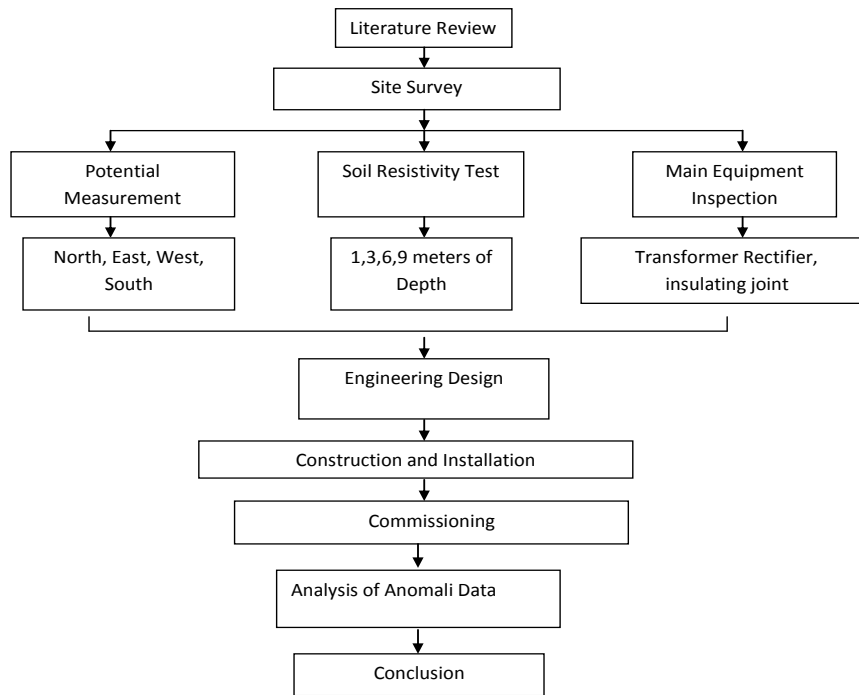 Literature Review
Site Survey
Potential
Measurement
Soil Resistivity Test
Main Equipment
Inspection
North, East, West,
South
1,3,6,9 meters of
Depth
Transformer Rectifier,
insulating joint
Engineering Design
Construction and Installation
Commissioning
Analysis of Anomali Data
Conclusion